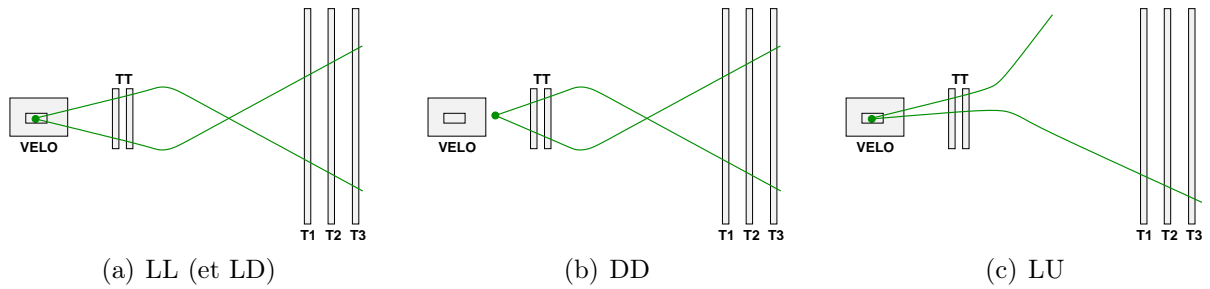 TT
VELO
T1 T2 T3
(a) LL (et LD)
TT
VELO
T1 T2 T3
(b) DD
TT
VELO
T1 T2 T3
(c) LU